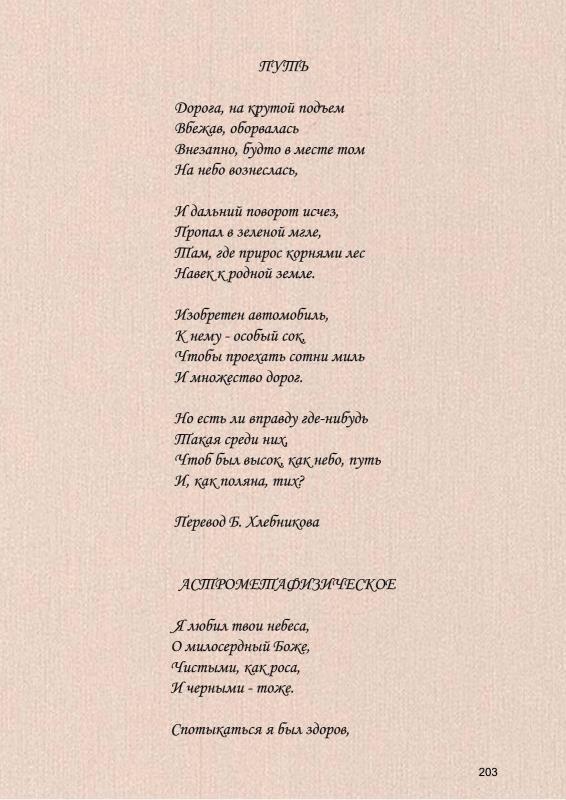 ПУТЬ
Дорога, на крутой подъем
Вбежав, оборвалась
Внезапно, будто в месте том
На небо вознеслась,
И дальний поворот исчез,
Пропал в зеленой мгле,
Там, где прирос корнями лес
Навек к родной земле.
Изобретен автомобиль,
К нему - особый сок,
Чтобы проехать сотни миль
И множество дорог.
Но есть ли вправду где-нибудь
Такая среди них,
Чтоб был высок, как небо, путь
И, как поляна, тих?
Перевод Б. Хлебникова
АСТРОМЕТАФИЗИЧЕСКОЕ
Я любил твои небеса,
О милосердный Боже,
Чистыми, как роса,
И черными - тоже.
Спотыкаться я был здоров,
203